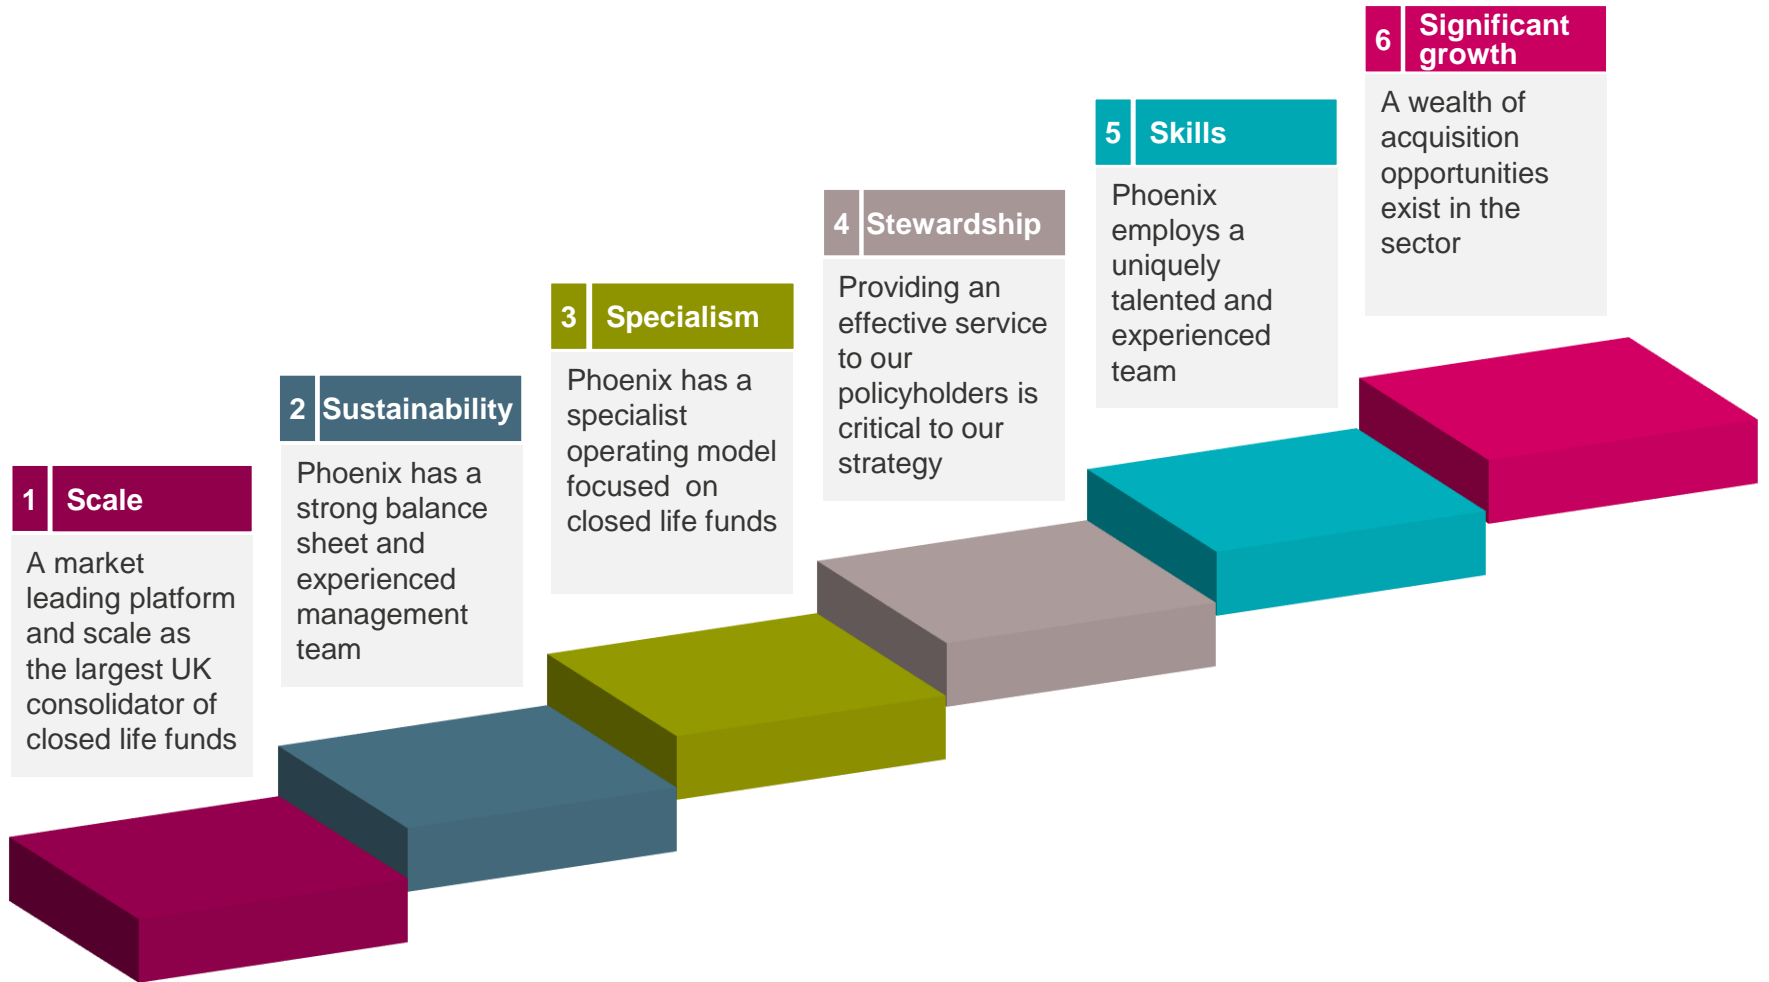 1 Scale
A market
leading platform
and scale as
the largest UK
consolidator of
closed life funds
2 Sustainability
Phoenix has a
strong balance
sheet and
experienced
management
team
3 Specialism
Phoenix has a
specialist
operating model
focused  on
closed life funds
4 Stewardship
Providing an
effective service
to our
policyholders is
critical to our
strategy
5 Skills
Phoenix
employs a
uniquely
talented and
experienced
team
6 Significant
growth
A wealth of
acquisition
opportunities
exist in the
sector